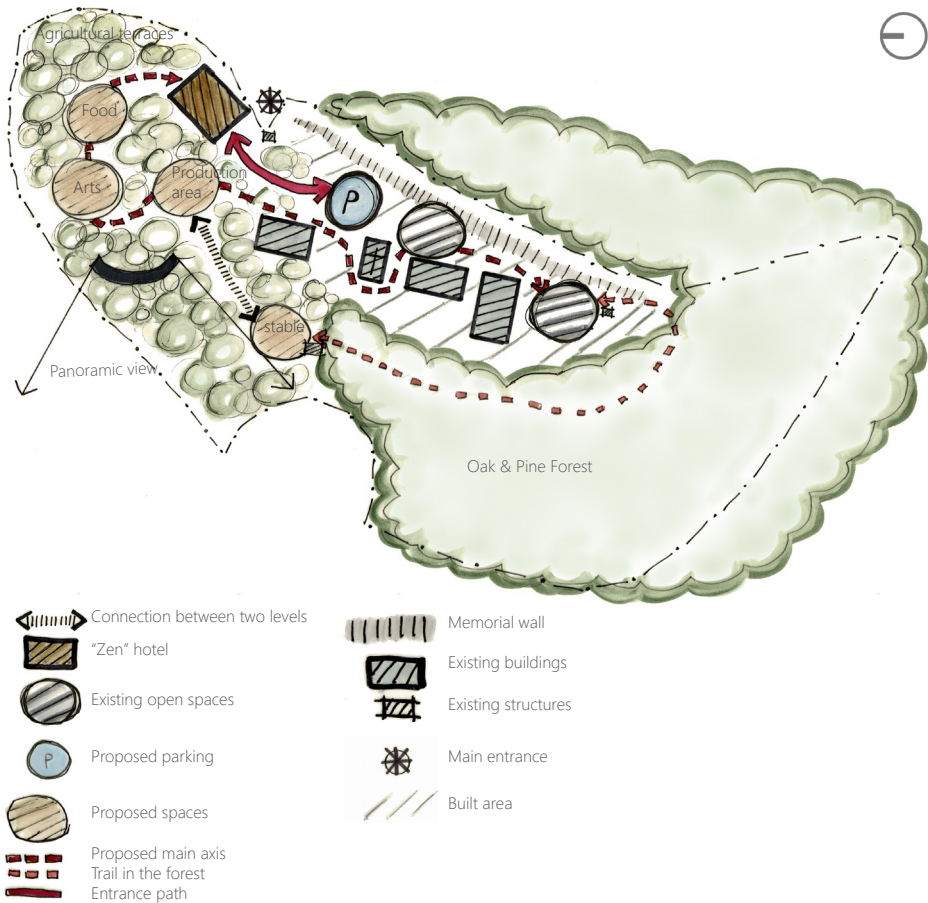 Agricultural terraces
Food
Production
area
Arts
P
stable
Panoramic view
Oak & Pine Forest
Connection between two levels
"Zen" hotel
Existing open spaces
P
Proposed parking
Proposed spaces
Proposed main axis
Trail in the forest
Entrance path
Memorial wall
Existing buildings
Existing structures
Main entrance
Built area